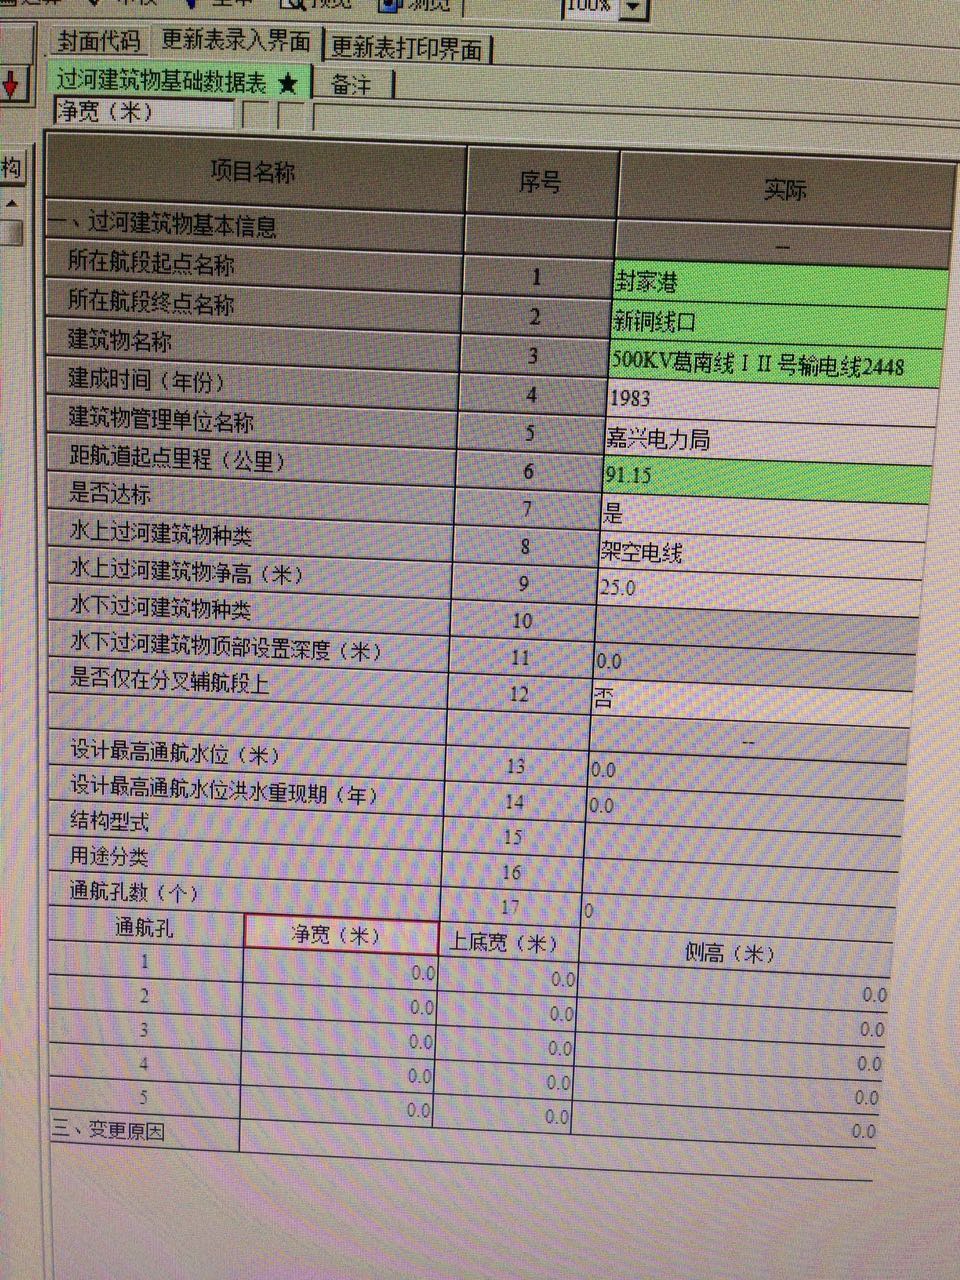 100%
封面代码 更新表录入界面 更新表打印界面
过河建筑物基础数据表 ★ 备注
净宽（米）
构
项目名称 序号 实际
一、过河建筑物基本信息 --
所在航段起点名称 1 封家港
所在航段终点名称 2 新铜线口
建筑物名称 3 500KV葛南线ⅠII号输电线2448
建成时间（年份） 4 1983
建筑物管理单位名称 5 嘉兴电力局
距航道起点里程（公里） 6 91.15
是否达标 7 是
水上过河建筑物种类 8 架空电线
水上过河建筑物净高（米） 9 25.0
水下过河建筑物种类 10
水下过河建筑物顶部设置深度（米） 11 0.0
是否仅在分叉辅航段上 12 否
--
设计最高通航水位（米） 13 0.0
设计最高通航水位洪水重现期（年） 14 0.0
结构型式 15
用途分类 16
通航孔数（个） 17 0
通航孔 净宽（米） 上底宽（米） 侧高（米）
1 0.0 0.0 0.0
2 0.0 0.0 0.0
3 0.0 0.0 0.0
4 0.0 0.0 0.0
5 0.0 0.0 0.0
三、变更原因